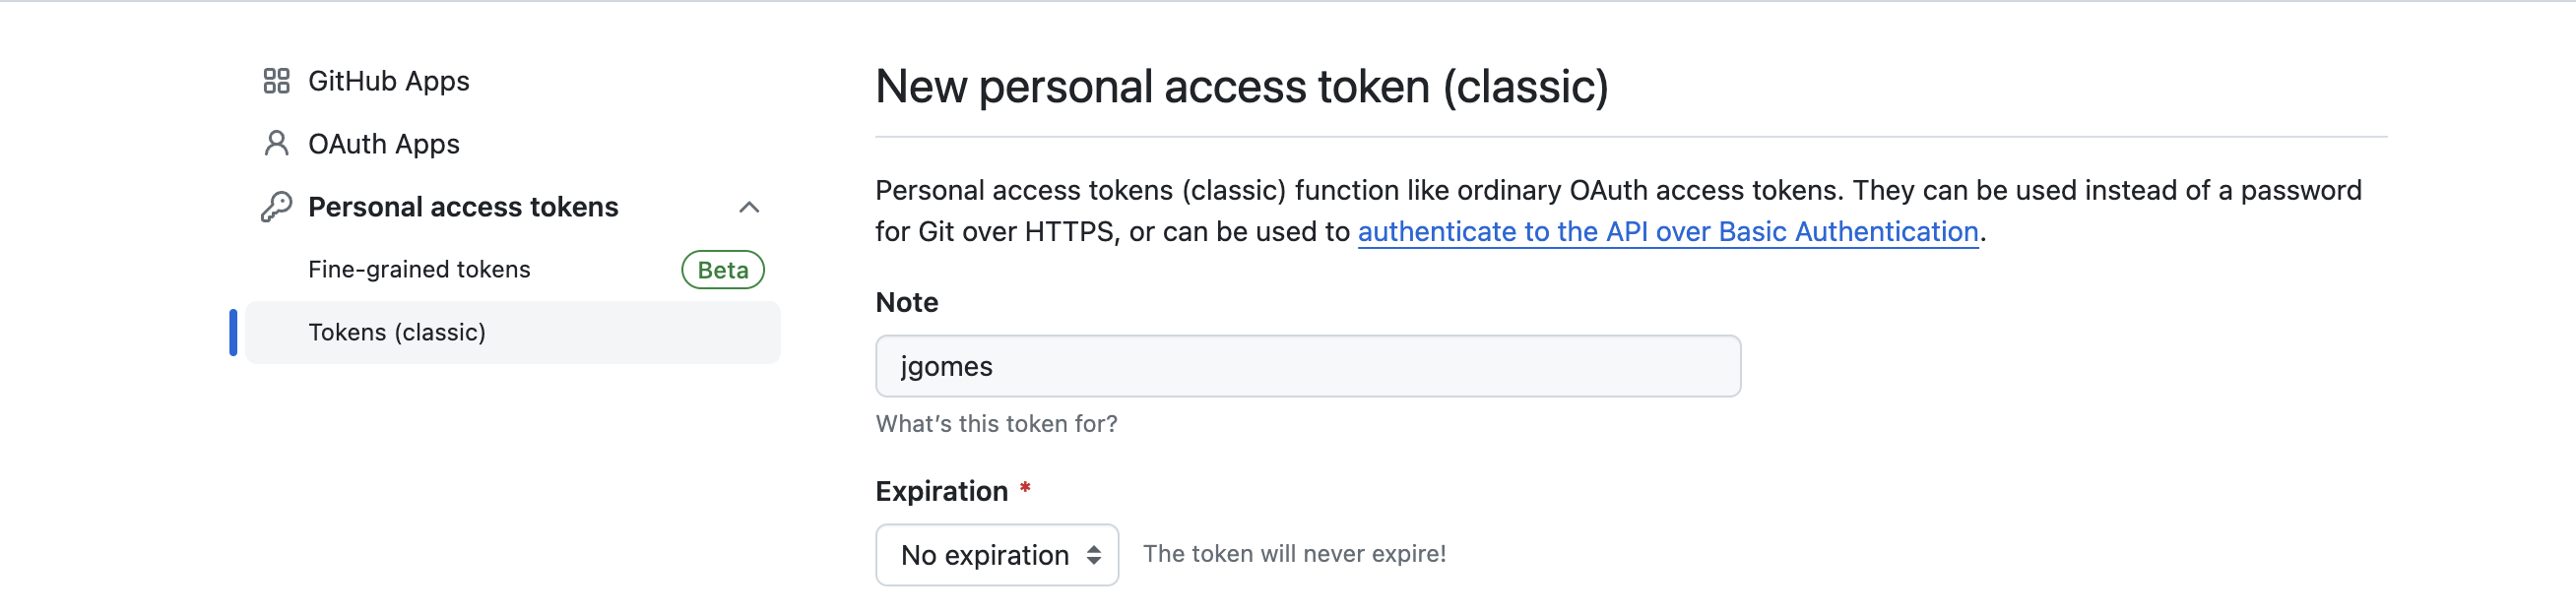 GitHub Apps
OAuth Apps
Personal access tokens
Fine-grained tokens Beta
Tokens (classic)
New personal access token (classic)
Personal access tokens (classic) function like ordinary OAuth access tokens. They can be used instead of a password
for Git over HTTPS, or can be used to authenticate to the API over Basic Authentication.
Note
jgomes
What's this token for?
Expiration *
No expiration The token will never expire!